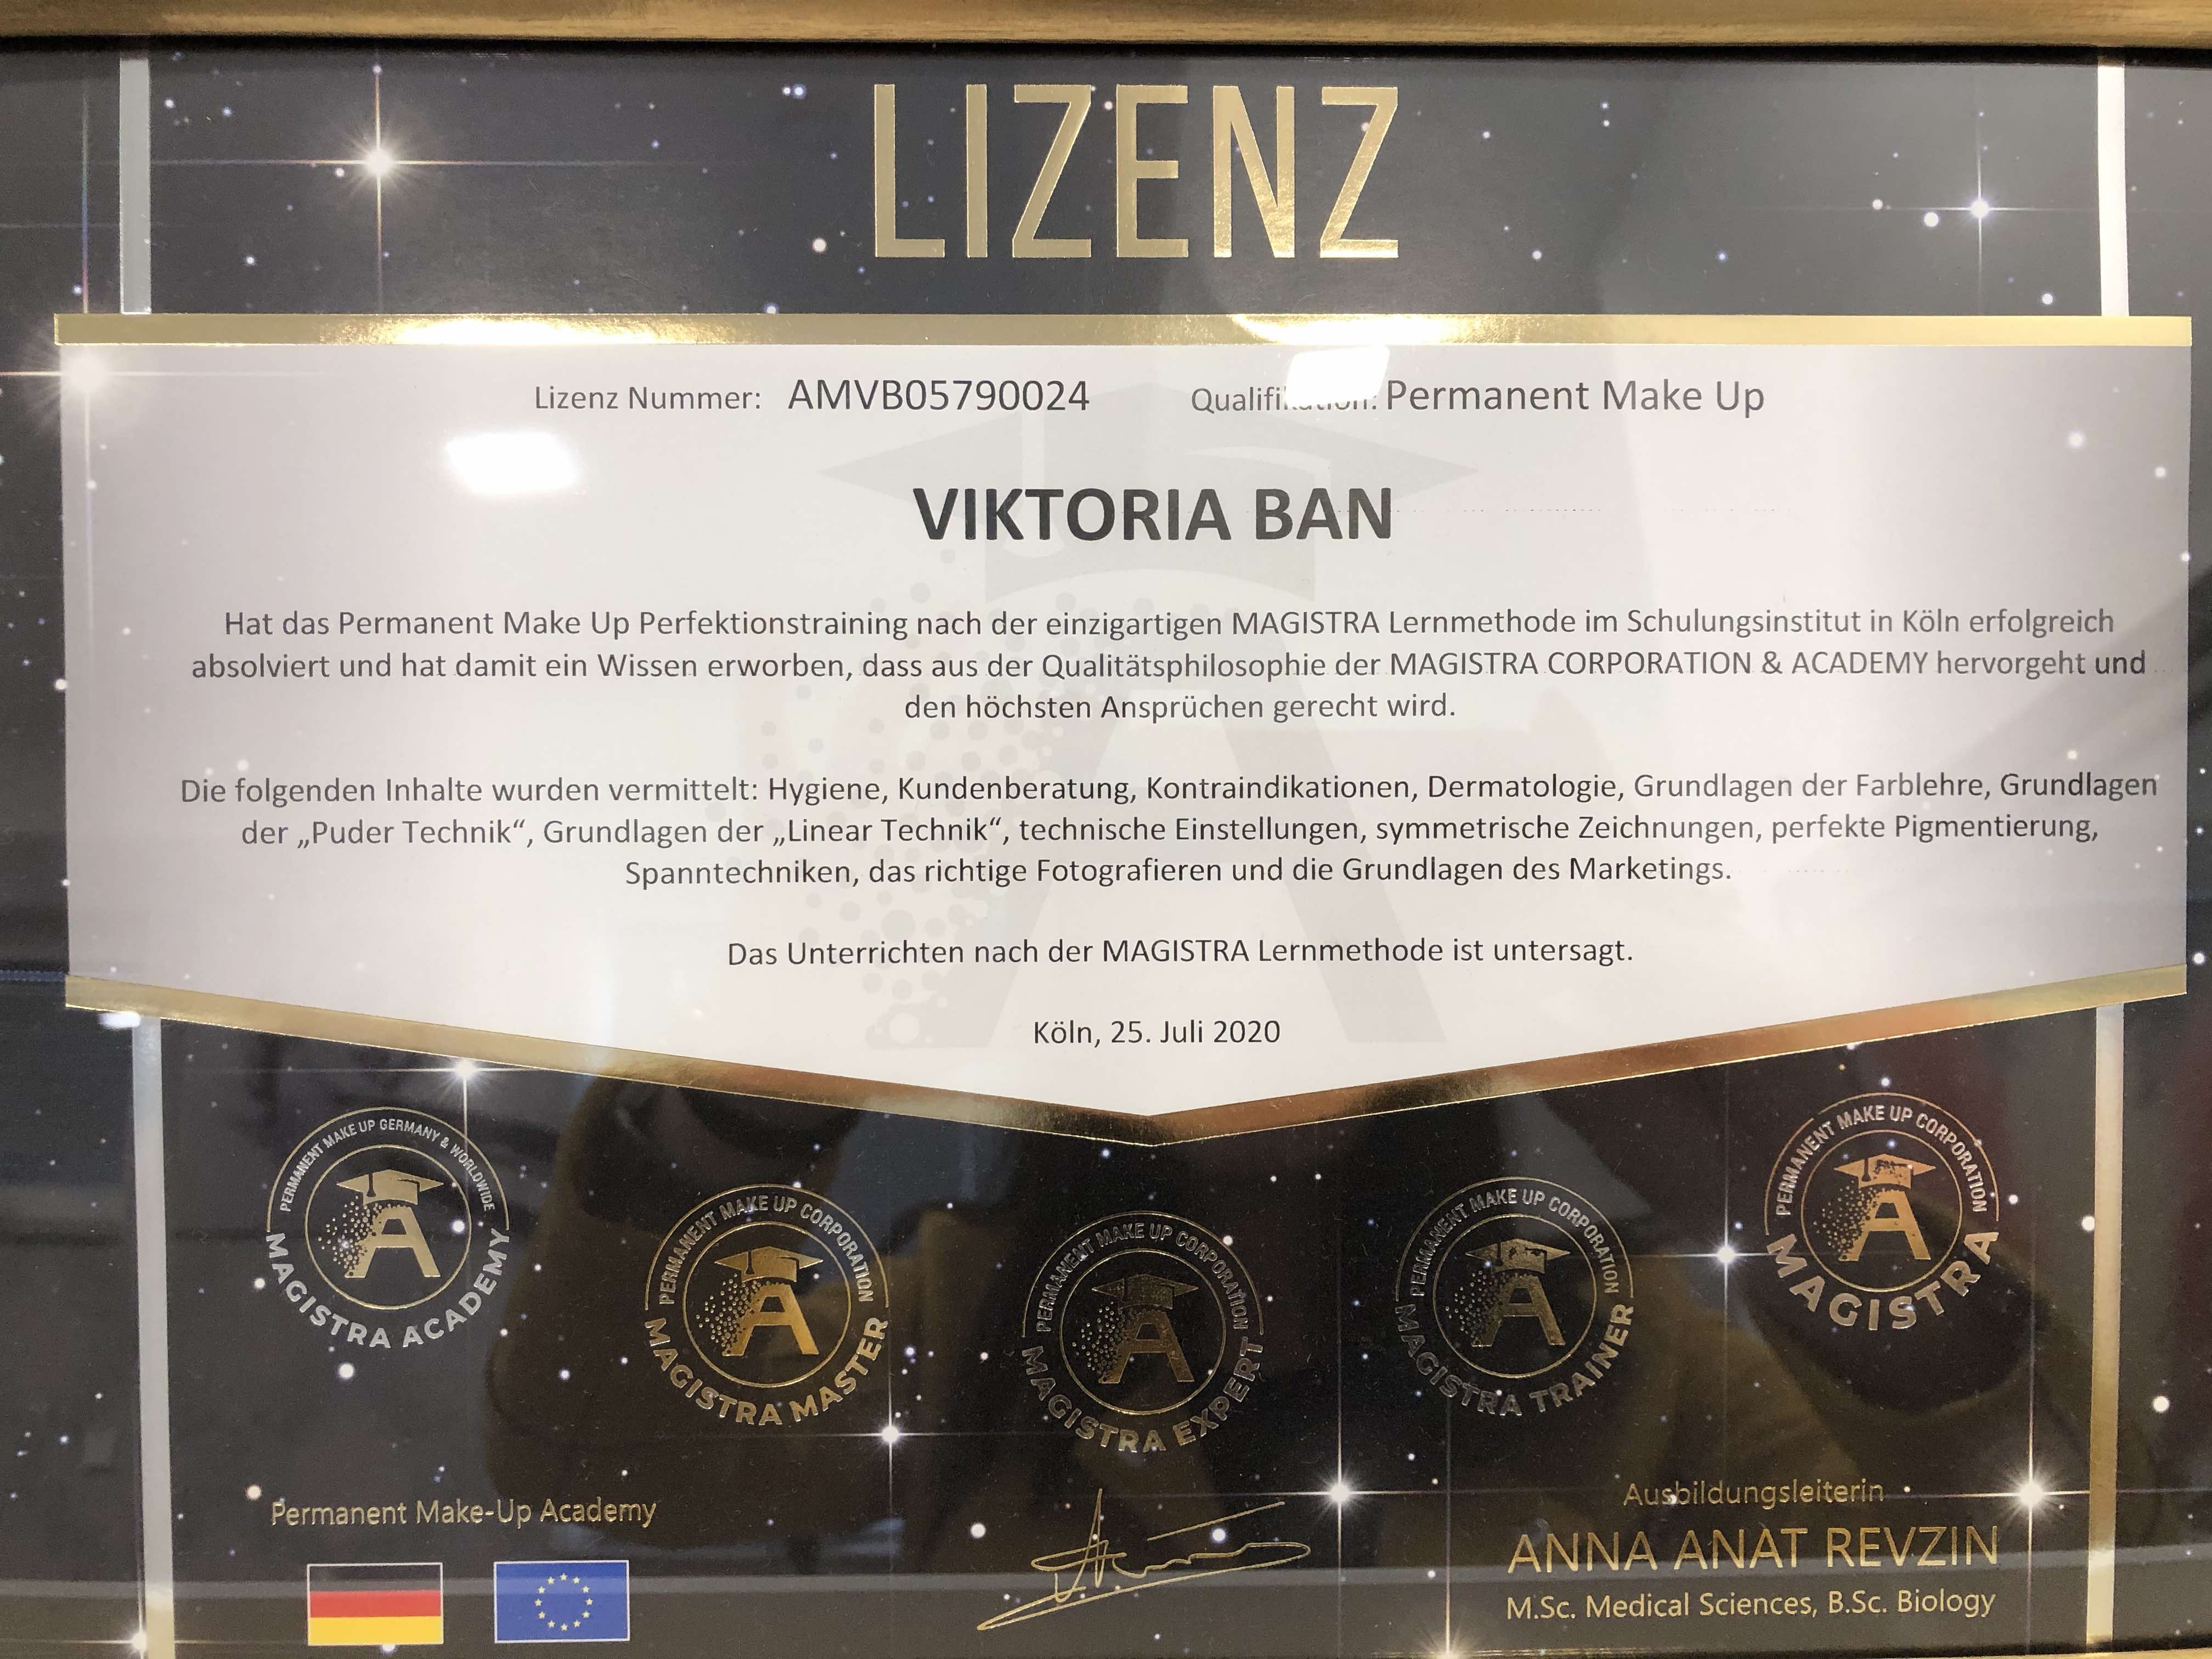 LIZENZ
Lizenz Nummer: AMVB05790024 Permanent Make Up
VIKTORIA BAN
Hat das Permanent Make Up Perfektionstraining nach der einzigartigen MAGISTRA Lernmethode im Schulungsinstitut in Köln erfolgreich
absolviert und hat damit ein Wissen erworben, dass aus der Qualitätsphilosophie der MAGISTRA CORPORATION & ACADEMY hervorgeht und
den höchsten Ansprüchen gerecht wird.
Die folgenden Inhalte wurden vermittelt: Hygiene, Kundenberatung, Kontraindikationen, Dermatologie, Grundlagen der Farblehre, Grundlagen
der „Puder Technik“, Grundlagen der „Linear Technik“, technische Einstellungen, symmetrische Zeichnungen, perfekte Pigmentierung,
Spanntechniken, das richtige Fotografieren und die Grundlagen des Marketings.
Das Unterrichten nach der MAGISTRA Lernmethode ist untersagt.
Köln, 25. Juli 2020
PERMANENT MAKE UP GERMANY & WORLDWIDE
A
MAGISTRA ACADEMY
PERMANENT MAKE UP CORPORATION
A
MAGISTRA MASTER
PERMANENT MAKE UP CORPORATION
A
MAGISTRA EXPERT
PERMANENT MAKE UP CORPORATION
A
MAGISTRA TRAINER
PERMANENT MAKE UP CORPORATION
A
MAGISTRA
Permanent Make-Up Academy
Ausbildungsleiterin
ANNA ANAT REVZIN
M.Sc. Medical Sciences, B.Sc. Biology